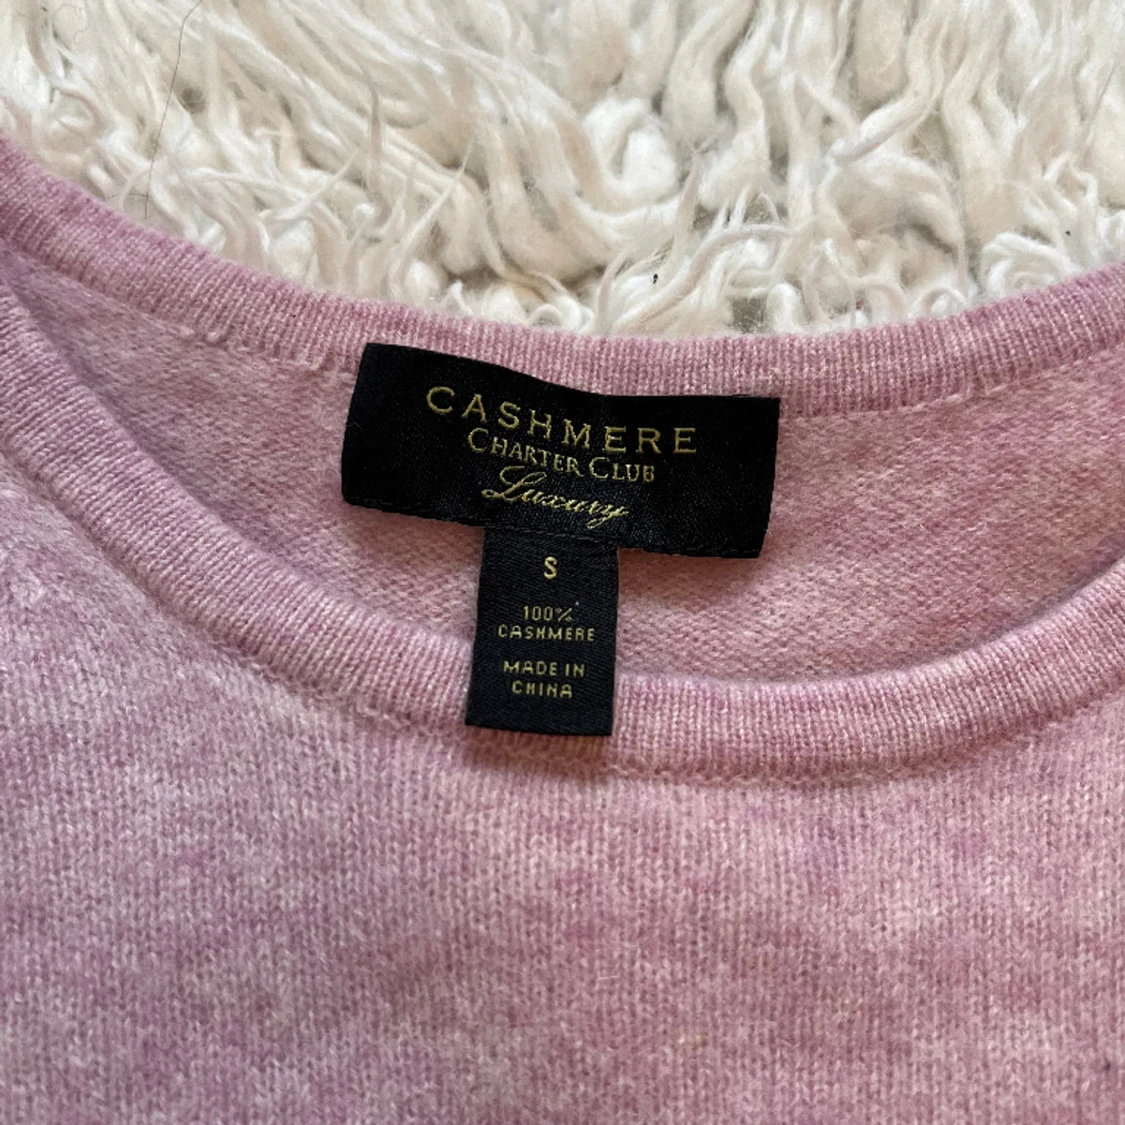 CASHMERE
CHARTER CLUB
Luxury
S
100%
CASHMERE
MADE IN
CHINA